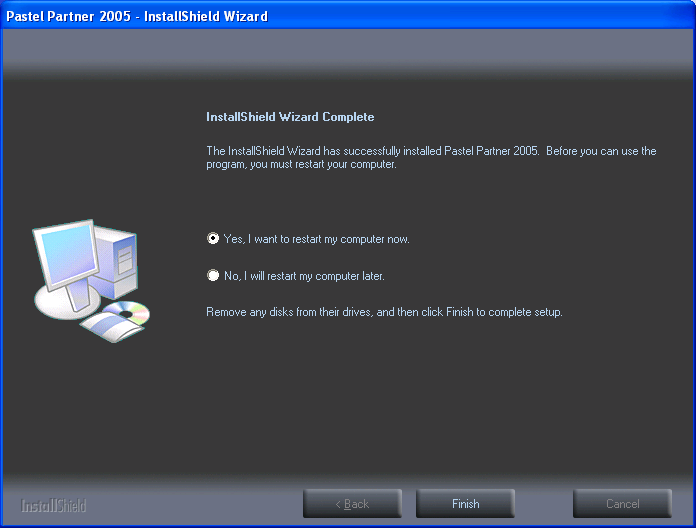 Pastel Partner 2005 - InstallShield Wizard
InstallShield Wizard Complete
The InstallShield Wizard has successfully installed Pastel Partner 2005.  Before you can use the
program, you must restart your computer.
Yes, I want to restart my computer now.
No, I will restart my computer later.
Remove any disks from their drives, and then click Finish to complete setup.
InstallShield
< Back
Finish
Cancel